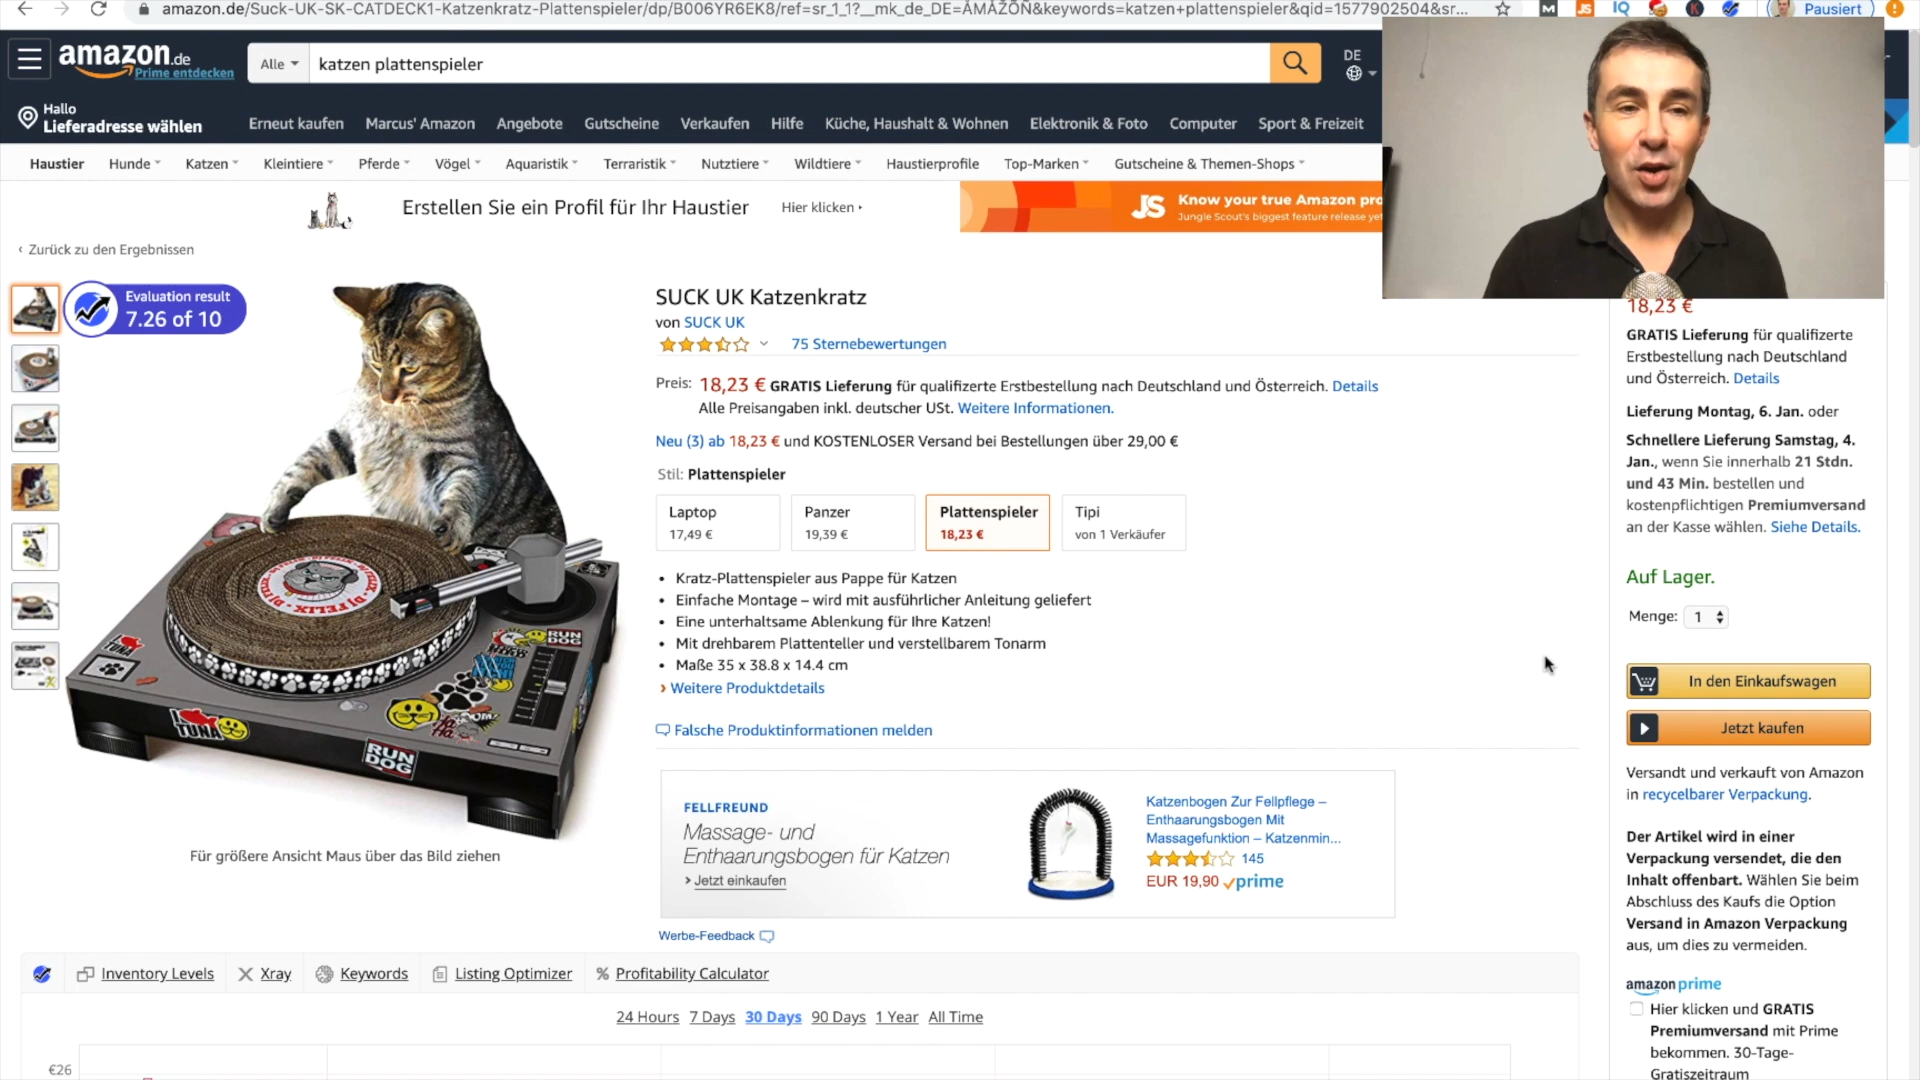 amazon.de/Suck-UK-SK-CATDECK1-Katzenkratz-Plattenspieler/dp/B006YR6EK8/ref=sr_1_1?__mk_de_DE=ÅMÅŽÕÑ&keywords=katzen+plattenspieler&qid=1577902504&sr...
Pausiert
amazon.de
Prime entdecken
Alle
katzen plattenspieler
DE
Hallo
Lieferadresse wählen
Erneut kaufen Marcus' Amazon Angebote Gutscheine Verkaufen Hilfe Küche, Haushalt & Wohnen Elektronik & Foto Computer Sport & Freizeit
Haustier Hunde Katzen Kleintiere Pferde Vögel Aquaristik Terraristik Nutztiere Wildtiere Haustierprofile Top-Marken Gutscheine & Themen-Shops
Erstellen Sie ein Profil für Ihr Haustier Hier klicken
JS
Know your true Amazon pro
Jungle Scout's biggest feature release yet
‹ Zurück zu den Ergebnissen
Evaluation result
7.26 of 10
DJ FELIX
I TUNA
RUN DOG
RUN DOG
Für größere Ansicht Maus über das Bild ziehen
SUCK UK Katzenkratz
von SUCK UK
75 Sternebewertungen
Preis: 18,23 € GRATIS Lieferung für qualifizerte Erstbestellung nach Deutschland und Österreich. Details
Alle Preisangaben inkl. deutscher USt. Weitere Informationen.
Neu (3) ab 18,23 € und KOSTENLOSER Versand bei Bestellungen über 29,00 €
Stil: Plattenspieler
Laptop
17,49 €
Panzer
19,39 €
Plattenspieler
18,23 €
Tipi
von 1 Verkäufer
• Kratz-Plattenspieler aus Pappe für Katzen
• Einfache Montage – wird mit ausführlicher Anleitung geliefert
• Eine unterhaltsame Ablenkung für Ihre Katzen!
• Mit drehbarem Plattenteller und verstellbarem Tonarm
• Maße 35 x 38.8 x 14.4 cm
› Weitere Produktdetails
Falsche Produktinformationen melden
FELLFREUND
Massage- und
Enthaarungsbogen für Katzen
› Jetzt einkaufen
Katzenbogen Zur Fellpflege –
Enthaarungsbogen Mit
Massagefunktion – Katzenmin...
145
EUR 19,90 prime
Werbe-Feedback
Inventory Levels Xray Keywords Listing Optimizer % Profitability Calculator
24 Hours 7 Days 30 Days 90 Days 1 Year All Time
€26
18,23 €
GRATIS Lieferung für qualifizerte
Erstbestellung nach Deutschland
und Österreich. Details
Lieferung Montag, 6. Jan. oder
Schnellere Lieferung Samstag, 4.
Jan., wenn Sie innerhalb 21 Stdn.
und 43 Min. bestellen und
kostenpflichtigen Premiumversand
an der Kasse wählen. Siehe Details.
Auf Lager.
Menge: 1
In den Einkaufswagen
Jetzt kaufen
Versandt und verkauft von Amazon
in recycelbarer Verpackung.
Der Artikel wird in einer
Verpackung versendet, die den
Inhalt offenbart. Wählen Sie beim
Abschluss des Kaufs die Option
Versand in Amazon Verpackung
aus, um dies zu vermeiden.
amazon prime
Hier klicken und GRATIS
Premiumversand mit Prime
bekommen. 30-Tage-
Gratiszeitraum